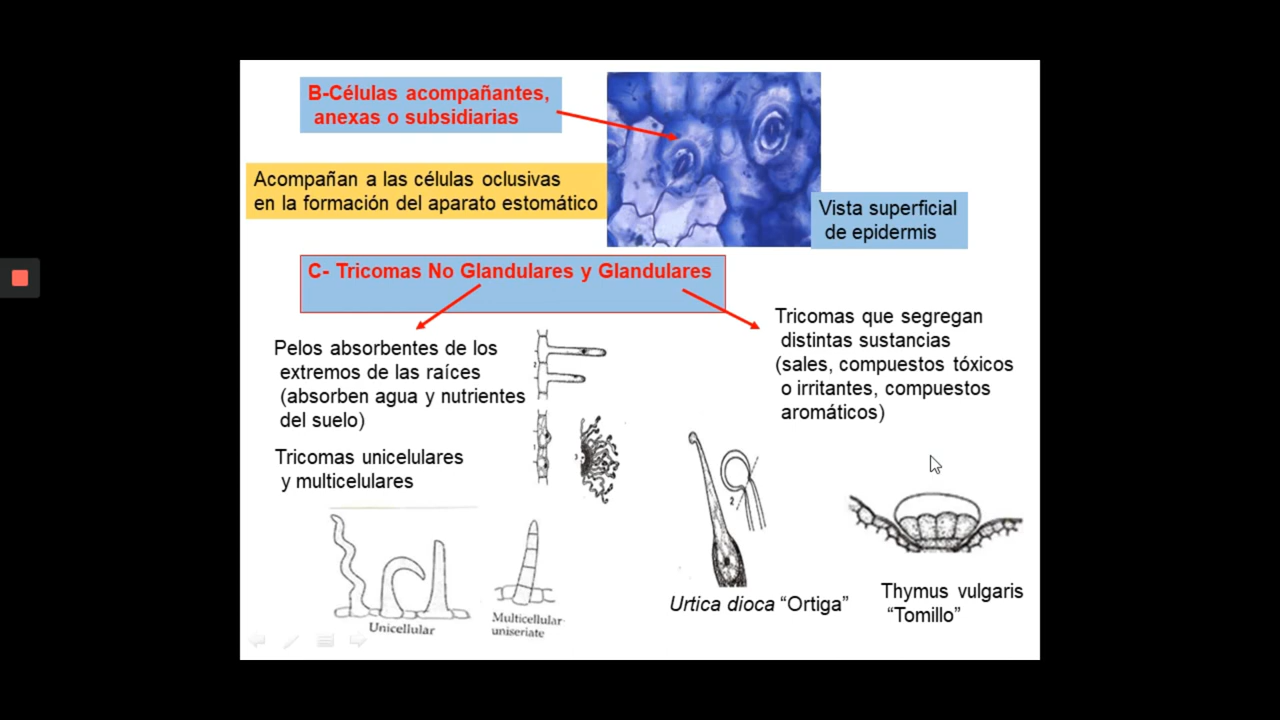 B-Células acompañantes,
anexas o subsidiarias
Acompañan a las células oclusivas
en la formación del aparato estomático
Vista superficial
de epidermis
C- Tricomas No Glandulares y Glandulares
Pelos absorbentes de los
extremos de las raíces
(absorben agua y nutrientes
del suelo)
Tricomas unicelulares
y multicelulares
Unicellular
Multicellular
uniseriate
Tricomas que segregan
distintas sustancias
(sales, compuestos tóxicos
o irritantes, compuestos
aromáticos)
2
Urtica dioca “Ortiga”
Thymus vulgaris
“Tomillo”